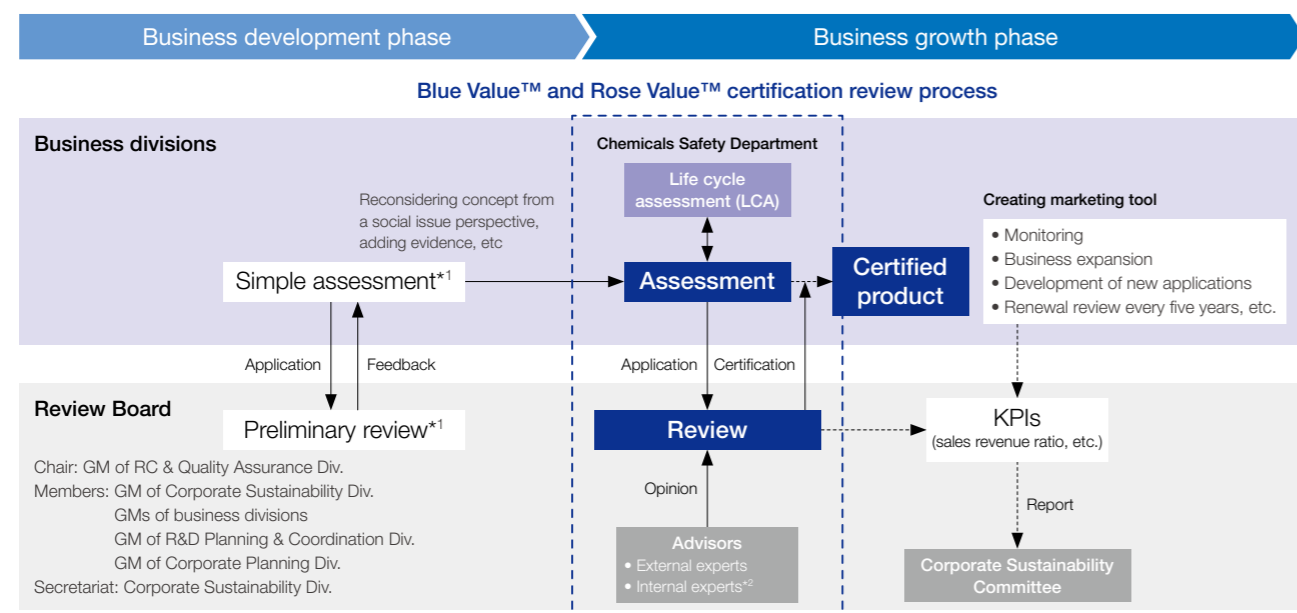 Business development phase
Business growth phase
Blue Value™ and Rose Value™ certification review process
Business divisions
Chemicals Safety Department
Life cycle
assessment (LCA)
Reconsidering concept from
a social issue perspective,
adding evidence, etc
Creating marketing tool
• Monitoring
• Business expansion
• Development of new applications
• Renewal review every five years, etc.
Simple assessment*1
Assessment
Certified
product
Application
Feedback
Application
Certification
Review Board
Preliminary review*1
Review
KPIs
(sales revenue ratio, etc.)
Chair: GM of RC & Quality Assurance Div.
Members: GM of Corporate Sustainability Div.
GMs of business divisions
GM of R&D Planning & Coordination Div.
GM of Corporate Planning Div.
Secretariat: Corporate Sustainability Div.
Opinion
Report
Advisors
• External experts
• Internal experts*2
Corporate Sustainability
Committee